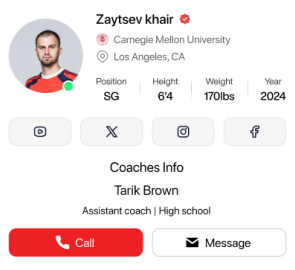 Zaytsev khair
Carnegie Mellon University
Los Angeles, CA
Position Height Weight Year
SG 6'4 170lbs 2024
Coaches Info
Tarik Brown
Assistant coach | High school
Call Message